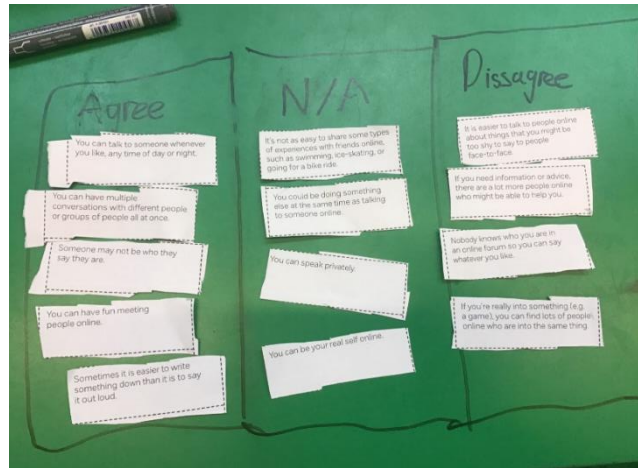 Agree
You can talk to someone whenever
you like, any time of day or night.
You can have multiple
conversations with different people
or groups of people all at once.
Someone may not be who they
say they are.
You can have fun meeting
people online.
Sometimes it is easier to write
something down than it is to say
it out loud.
N/A
It's not as easy to share some types
of experiences with friends online,
such as swimming, ice-skating, or
going for a bike ride.
You could be doing something
else at the same time as talking
to someone online.
You can speak privately.
You can be your real self online.
Dissagree
It is easier to talk to people online
about things that you might be
too shy to say to people
face-to-face.
If you need information or advice,
there are a lot more people online
who might be able to help you.
Nobody knows who you are in
an online forum so you can say
whatever you like.
If you're really into something (e.g.
a game), you can find lots of people
online who are into the same thing